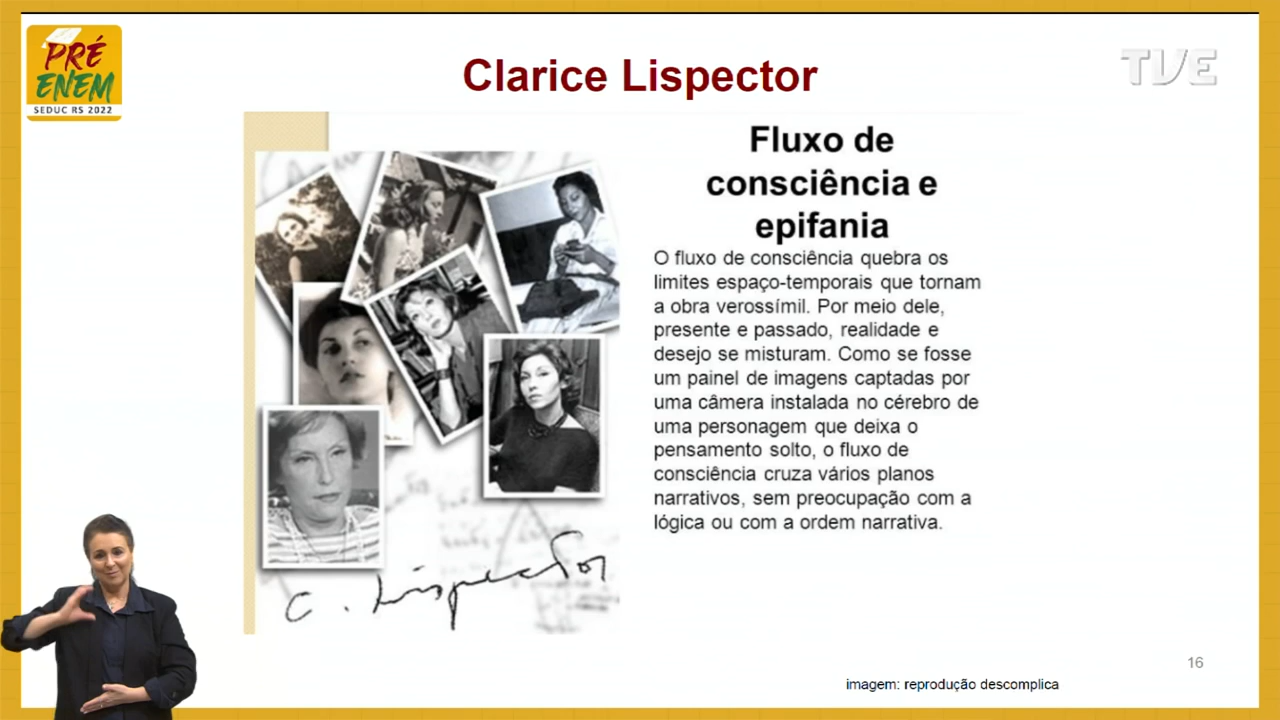 PRÉ
ENEM
SEDUC RS 2022
Clarice Lispector
TVE
Fluxo de
consciência e
epifania
O fluxo de consciência quebra os
limites espaço-temporais que tornam
a obra verossímil. Por meio dele,
presente e passado, realidade e
desejo se misturam. Como se fosse
um painel de imagens captadas por
uma câmera instalada no cérebro de
uma personagem que deixa o
pensamento solto, o fluxo de
consciência cruza vários planos
narrativos, sem preocupação com a
lógica ou com a ordem narrativa.
C. Lispector
16
imagem: reprodução descomplica